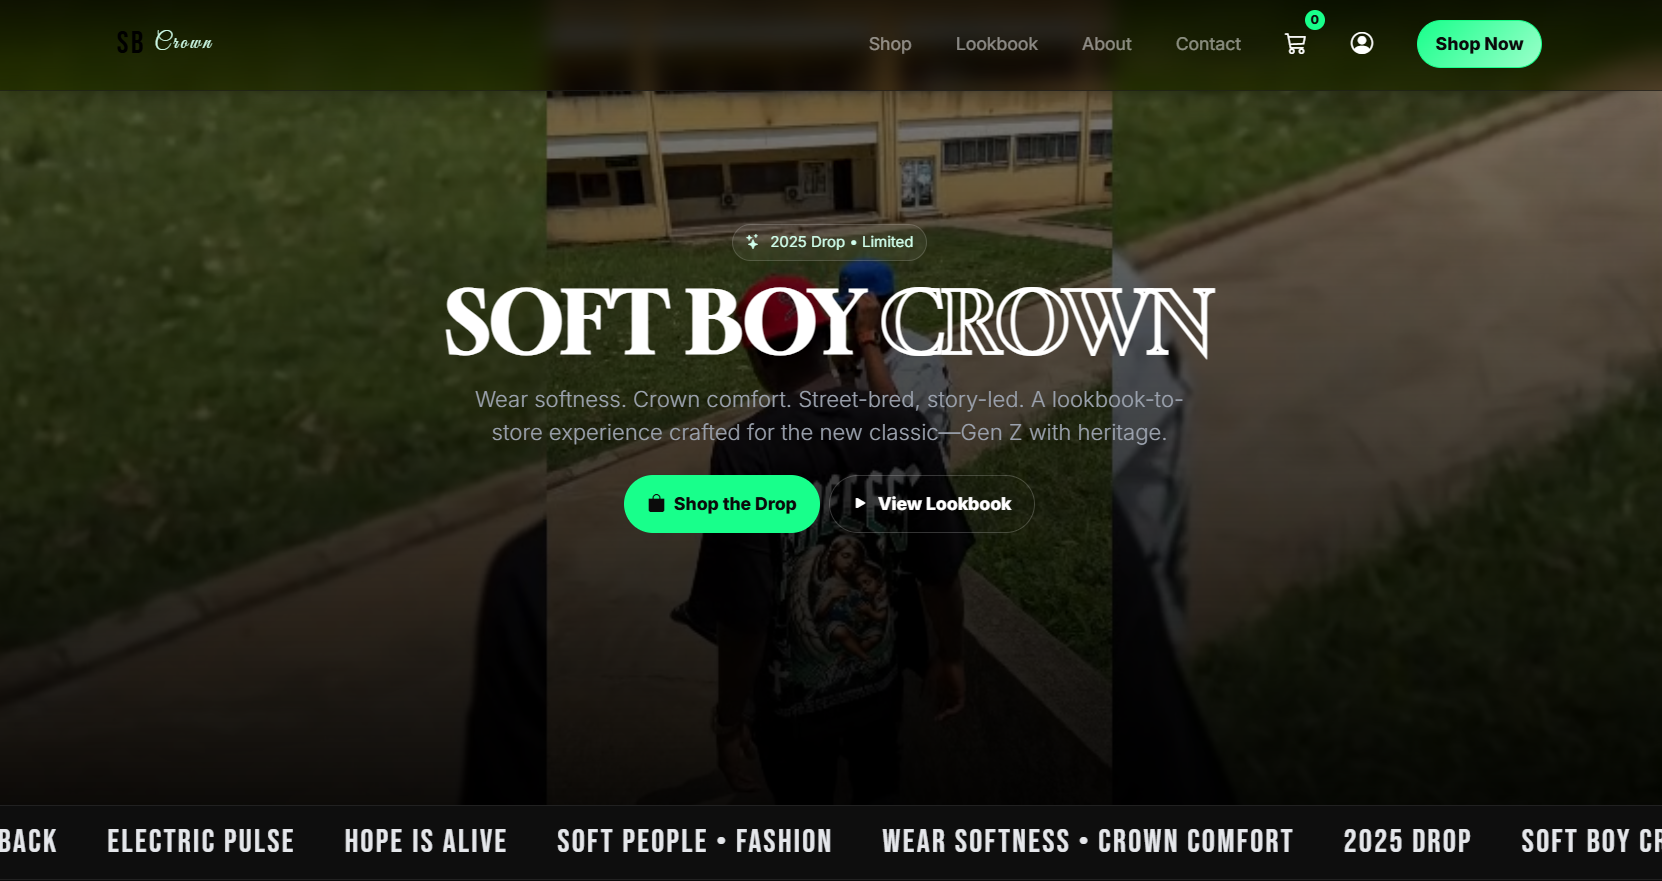 SB Crown
Shop Lookbook About Contact 0 Shop Now
2025 Drop • Limited
SOFT BOY CROWN
Wear softness. Crown comfort. Street-bred, story-led. A lookbook-to-
store experience crafted for the new classic—Gen Z with heritage.
Shop the Drop View Lookbook
BACK ELECTRIC PULSE HOPE IS ALIVE SOFT PEOPLE • FASHION WEAR SOFTNESS • CROWN COMFORT 2025 DROP SOFT BOY CR